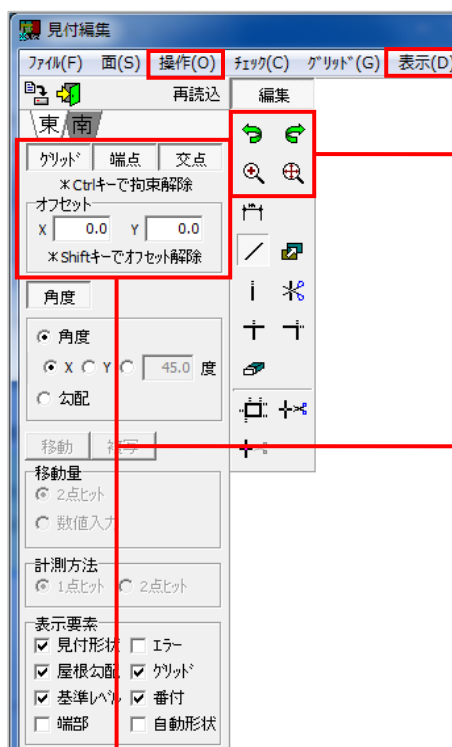 見付編集
ﾌｧｲﾙ(F) 面(S) 操作(O) ﾁｪｯｸ(C) ｸﾞﾘｯﾄﾞ(G) 表示(D)
再読込 編集
東 南
ｸﾞﾘｯﾄﾞ 端点 交点
※Ctrlキーで拘束解除
オフセット
X 0.0 Y 0.0
※Shiftキーでオフセット解除
角度
角度
X Y 45.0 度
勾配
移動 複写
移動量
2点ﾋｯﾄ
数値入力
計測方法
1点ﾋｯﾄ 2点ﾋｯﾄ
表示要素
見付形状 ｴﾗｰ
屋根勾配 ｸﾞﾘｯﾄﾞ
基準ﾚﾍﾞﾙ 番付
端部 自動形状